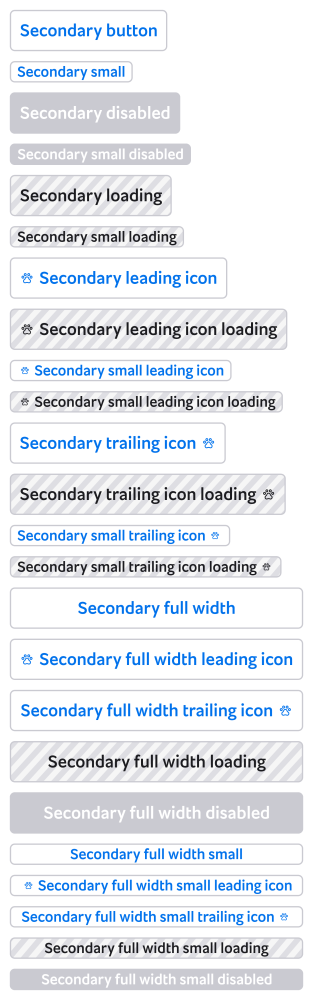 Secondary button
Secondary small
Secondary disabled
Secondary small disabled
Secondary loading
Secondary small loading
Secondary leading icon
Secondary leading icon loading
Secondary small leading icon
Secondary small leading icon loading
Secondary trailing icon
Secondary trailing icon loading
Secondary small trailing icon
Secondary small trailing icon loading
Secondary full width
Secondary full width leading icon
Secondary full width trailing icon
Secondary full width loading
Secondary full width disabled
Secondary full width small
Secondary full width small leading icon
Secondary full width small trailing icon
Secondary full width small loading
Secondary full width small disabled